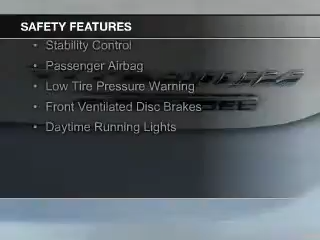 SAFETY FEATURES
• Stability Control
• Passenger Airbag
• Low Tire Pressure Warning
• Front Ventilated Disc Brakes
• Daytime Running Lights